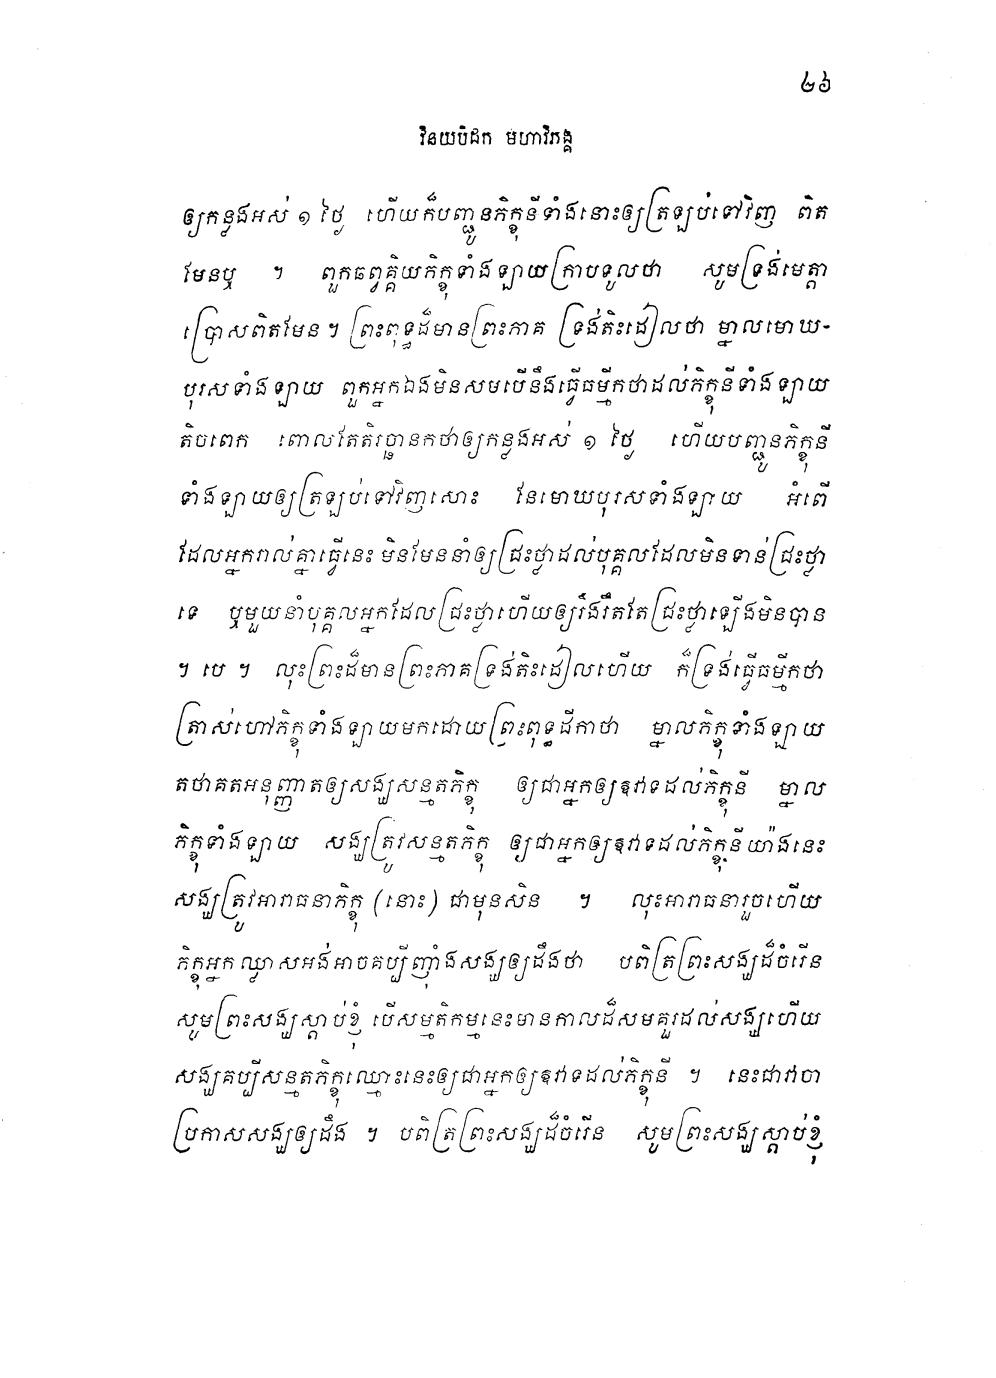 ២៦
វិនយបិដក មហាវិភង្គ
ឲ្យកន្លងអស់ ១ ថ្ងៃ ហើយក៏បញ្ជូនភិក្ខុនីទាំងនោះឲ្យត្រឡប់ទៅវិញ ពិត
មែនឬ ។ ពួកឆព្វគ្គិយភិក្ខុទាំងឡាយក្រាបទូលថា សូមទ្រង់មេត្តា
ប្រោសពិតមែន។ ព្រះពុទ្ធដ៏មានព្រះភាគ ទ្រង់តិះដៀលថា ម្នាលមោឃ-
បុរសទាំងឡាយ ពួកអ្នកឯងមិនសមបើនឹងធ្វើធម្មីកថាដល់ភិក្ខុនីទាំងឡាយ
តិចពេក ពោលតែតិរច្ឆានកថាឲ្យកន្លងអស់ ១ ថ្ងៃ ហើយបញ្ជូនភិក្ខុនី
ទាំងឡាយឲ្យត្រឡប់ទៅវិញសោះ នែមោឃបុរសទាំងឡាយ អំពើ
ដែលអ្នករាល់គ្នាធ្វើនេះ មិនមែននាំឲ្យជ្រះថ្លាដល់បុគ្គលដែលមិនទាន់ជ្រះថ្លា
ទេ ឬមួយនាំបុគ្គលអ្នកដែលជ្រះថ្លាហើយឲ្យរឹងរឹតតែជ្រះថ្លាឡើងមិនបាន
។ បេ ។ លុះព្រះដ៏មានព្រះភាគទ្រង់តិះដៀលហើយ ក៏ទ្រង់ធ្វើធម្មីកថា
ត្រាស់ហៅភិក្ខុទាំងឡាយមកដោយព្រះពុទ្ធដីកាថា ម្នាលភិក្ខុទាំងឡាយ
តថាគតអនុញ្ញាតឲ្យសង្ឃសន្មតភិក្ខុ ឲ្យជាអ្នកឲ្យឱវាទដល់ភិក្ខុនី ម្នាល
ភិក្ខុទាំងឡាយ សង្ឃត្រូវសន្មតភិក្ខុ ឲ្យជាអ្នកឲ្យឱវាទដល់ភិក្ខុនីយ៉ាងនេះ
សង្ឃត្រូវអារាធនាភិក្ខុ (នោះ) ជាមុនសិន ។ លុះអារាធនារួចហើយ
ភិក្ខុអ្នកឈ្លាសអង់អាចគប្បីញុំាងសង្ឃឲ្យដឹងថា បពិត្រព្រះសង្ឃដ៏ចំរើន
សូមព្រះសង្ឃស្តាប់ខ្ញុំ បើសម្មតិកម្មនេះមានកាលដ៏សមគួរដល់សង្ឃហើយ
សង្ឃគប្បីសន្មតភិក្ខុឈ្មោះនេះឲ្យជាអ្នកឲ្យឱវាទដល់ភិក្ខុនី ។ នេះជាវាចា
ប្រកាសសង្ឃឲ្យដឹង ។ បពិត្រព្រះសង្ឃដ៏ចំរើន សូមព្រះសង្ឃស្តាប់ខ្ញុំ